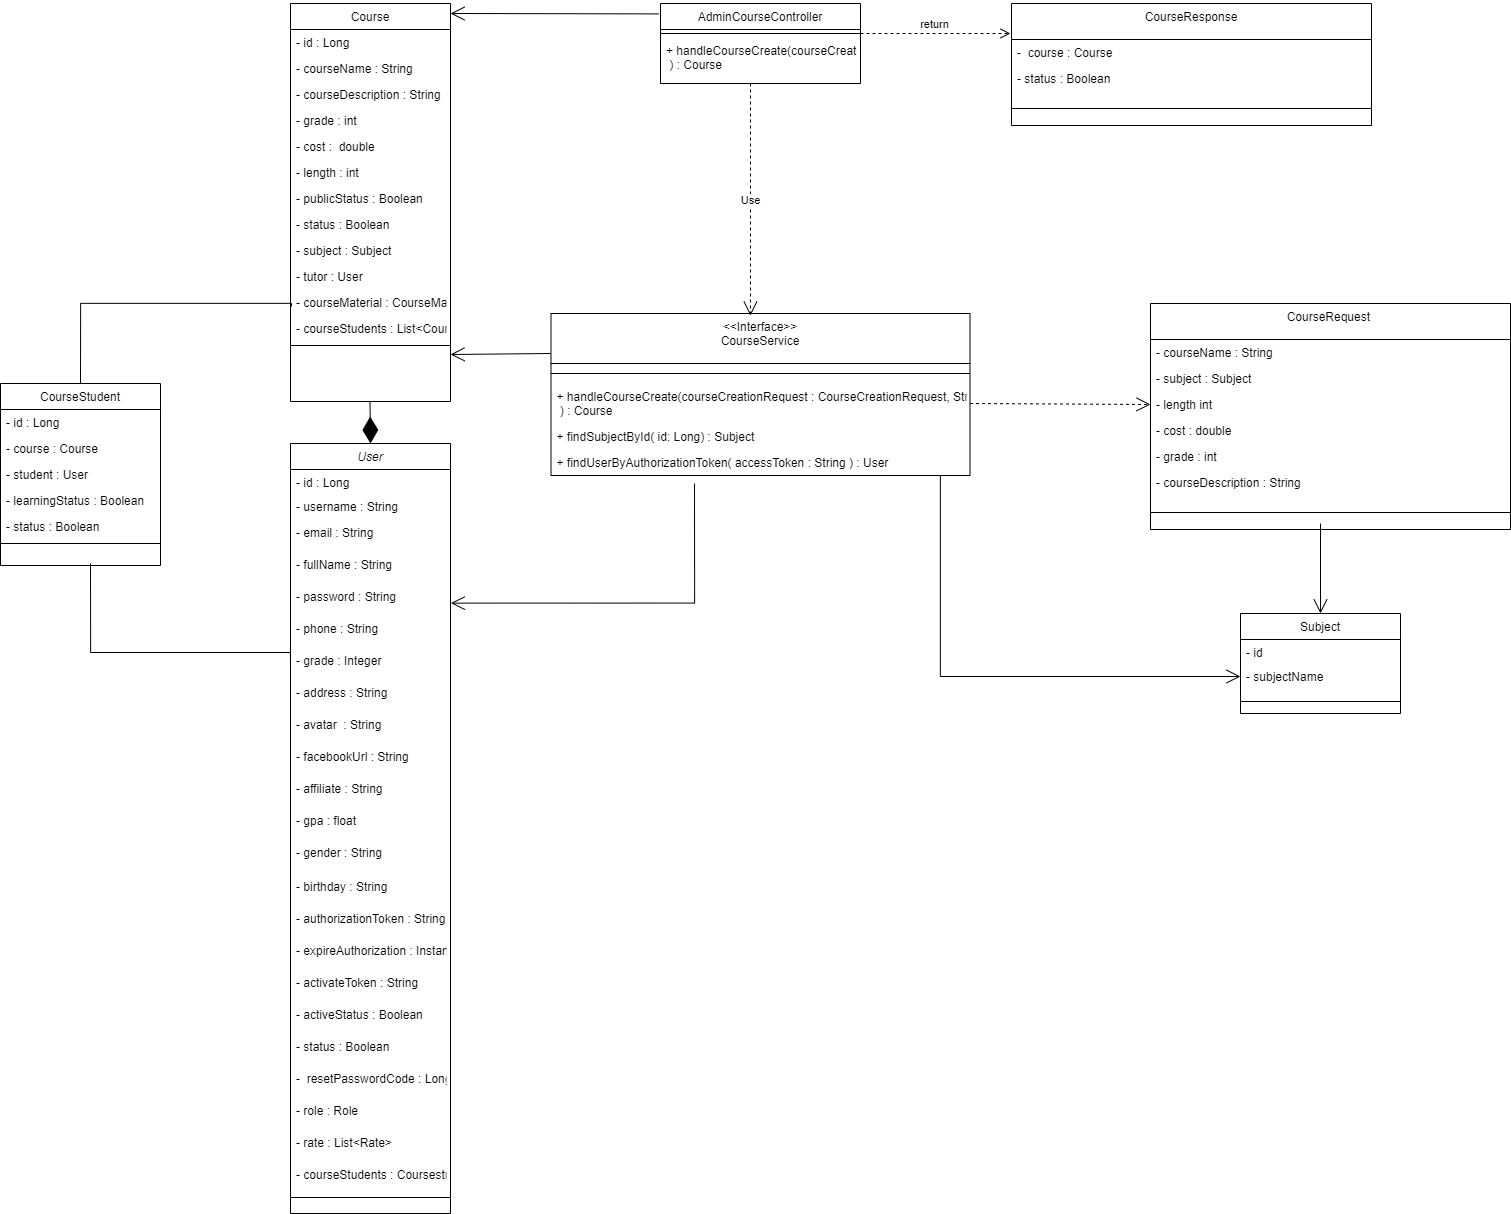 Course
- id : Long
- courseName : String
- courseDescription : String
- grade : int
- cost :  double
- length : int
- publicStatus : Boolean
- status : Boolean
- subject : Subject
- tutor : User
- courseMaterial : CourseMa
- courseStudents : List<Cour
AdminCourseController
+ handleCourseCreate(courseCreat
) : Course
return
CourseResponse
-  course : Course
- status : Boolean
Use
<<Interface>>
CourseService
+ handleCourseCreate(courseCreationRequest : CourseCreationRequest, Stri
) : Course
+ findSubjectById( id: Long) : Subject
+ findUserByAuthorizationToken( accessToken : String ) : User
CourseRequest
- courseName : String
- subject : Subject
- length int
- cost : double
- grade : int
- courseDescription : String
CourseStudent
- id : Long
- course : Course
- student : User
- learningStatus : Boolean
- status : Boolean
User
- id : Long
- username : String
- email : String
- fullName : String
- password : String
- phone : String
- grade : Integer
- address : String
- avatar  : String
- facebookUrl : String
- affiliate : String
- gpa : float
- gender : String
- birthday : String
- authorizationToken : String
- expireAuthorization : Instan
- activateToken : String
- activeStatus : Boolean
- status : Boolean
-  resetPasswordCode : Long
- role : Role
- rate : List<Rate>
- courseStudents : Coursest
Subject
- id
- subjectName